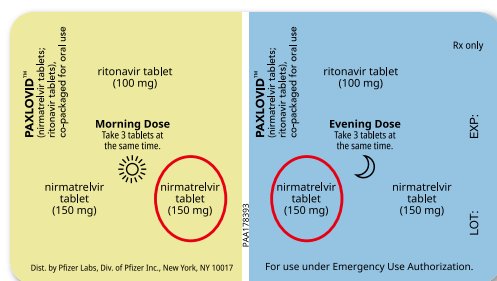 PAXLOVID™
(nirmatrelvir tablets;
ritonavir tablets),
co-packaged for oral use
ritonavir tablet
(100 mg)
Morning Dose
Take 3 tablets at
the same time.
nirmatrelvir
tablet
(150 mg)
nirmatrelvir
tablet
(150 mg)
Dist. by Pfizer Labs, Div. of Pfizer Inc., New York, NY 10017
PAA178393
PAXLOVID™
(nirmatrelvir tablets;
ritonavir tablets),
co-packaged for oral use
ritonavir tablet
(100 mg)
Rx only
Evening Dose
Take 3 tablets at
the same time.
nirmatrelvir
tablet
(150 mg)
nirmatrelvir
tablet
(150 mg)
EXP:
LOT:
For use under Emergency Use Authorization.